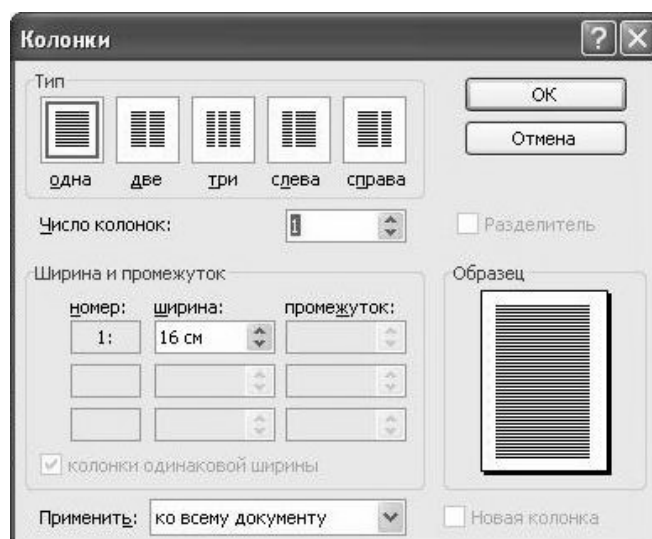 Колонки
Тип
ОК
Отмена
одна две три слева справа
Число колонок: 1
Разделитель
Ширина и промежуток
Образец
номер: ширина: промежуток:
1: 16 см
колонки одинаковой ширины
Применить: ко всему документу
Новая колонка